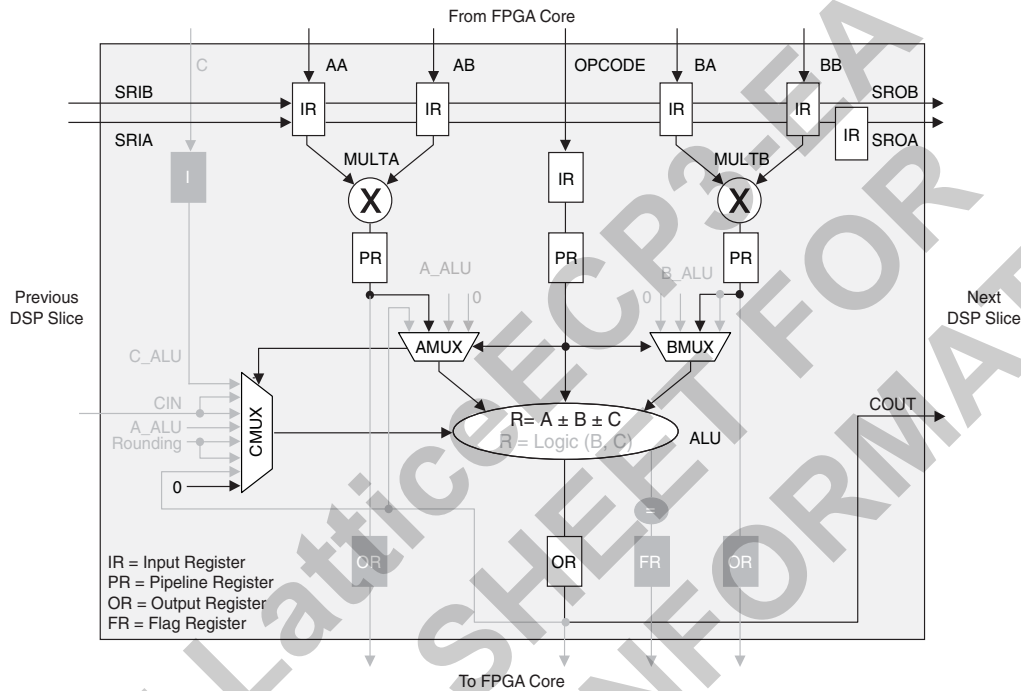 From FPGA Core
C
AA
AB
OPCODE
BA
BB
SRIB
IR
IR
IR
IR
SROB
SRIA
IR
SROA
MULTA
MULTB
I
X
IR
X
PR
PR
PR
A_ALU
B_ALU
0
0
Previous
DSP Slice
Next
DSP Slice
AMUX
BMUX
C_ALU
CIN
A_ALU
Rounding
0
CMUX
R= A ± B ± C
R = Logic (B, C)
ALU
COUT
=
OR
OR
FR
OR
IR = Input Register
PR = Pipeline Register
OR = Output Register
FR = Flag Register
To FPGA Core
LatticeECP3-EA
SHEET FOR
INFORMAT